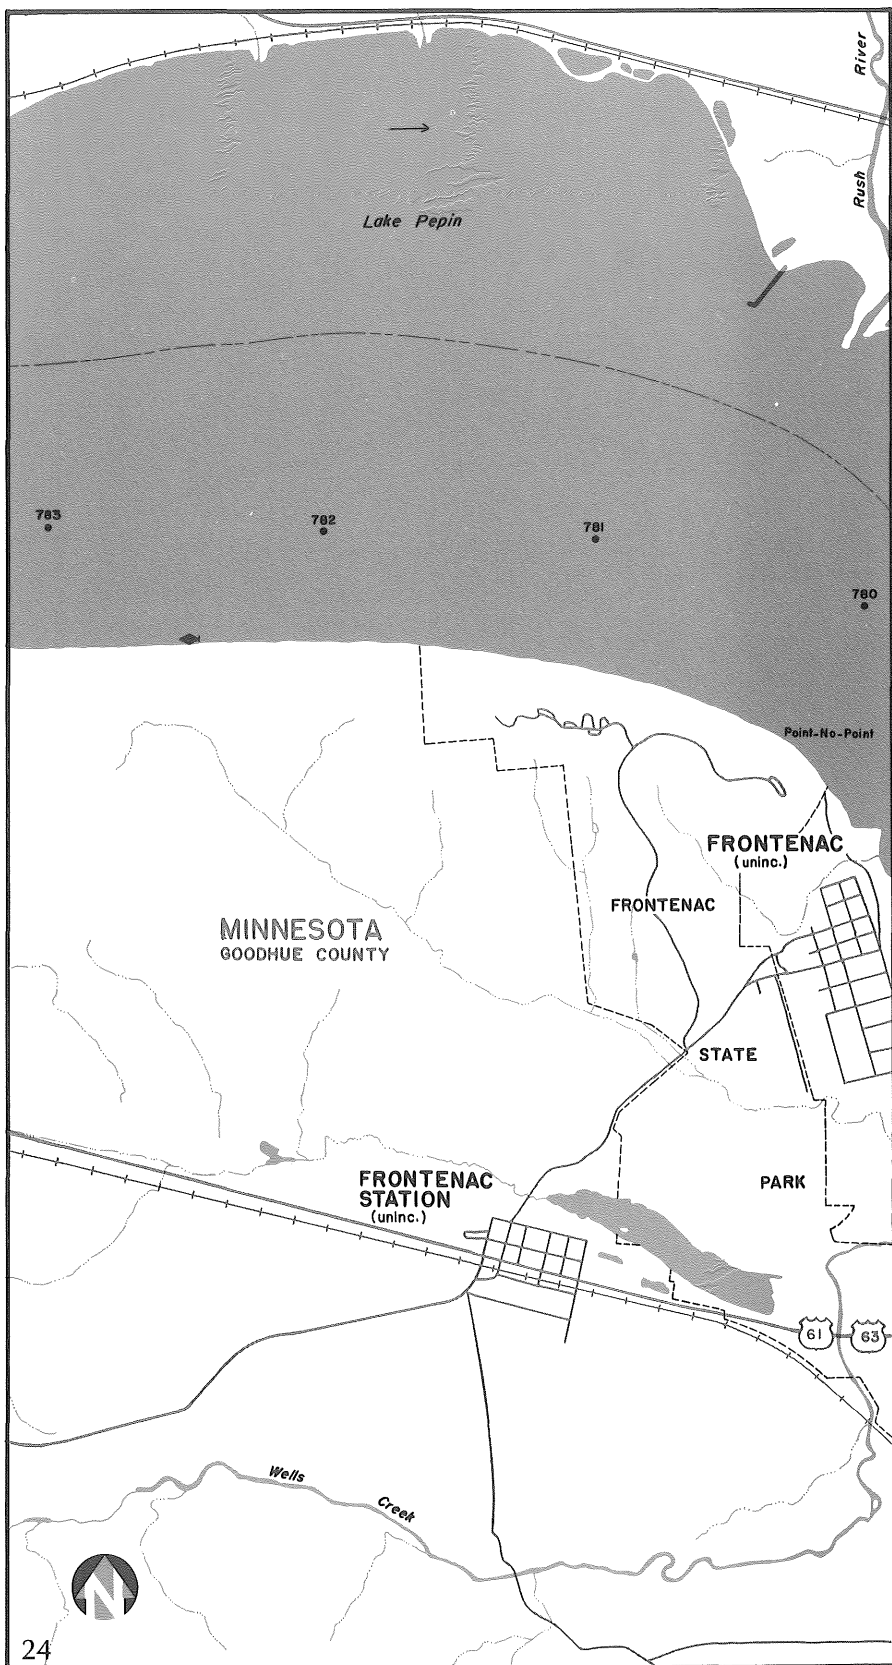 River
Rush
Lake Pepin
783
782
781
780
Point-No-Point
FRONTENAC
(uninc.)
FRONTENAC
MINNESOTA
GOODHUE COUNTY
STATE
PARK
FRONTENAC
STATION
(uninc.)
61
63
Wells
Creek
N
24